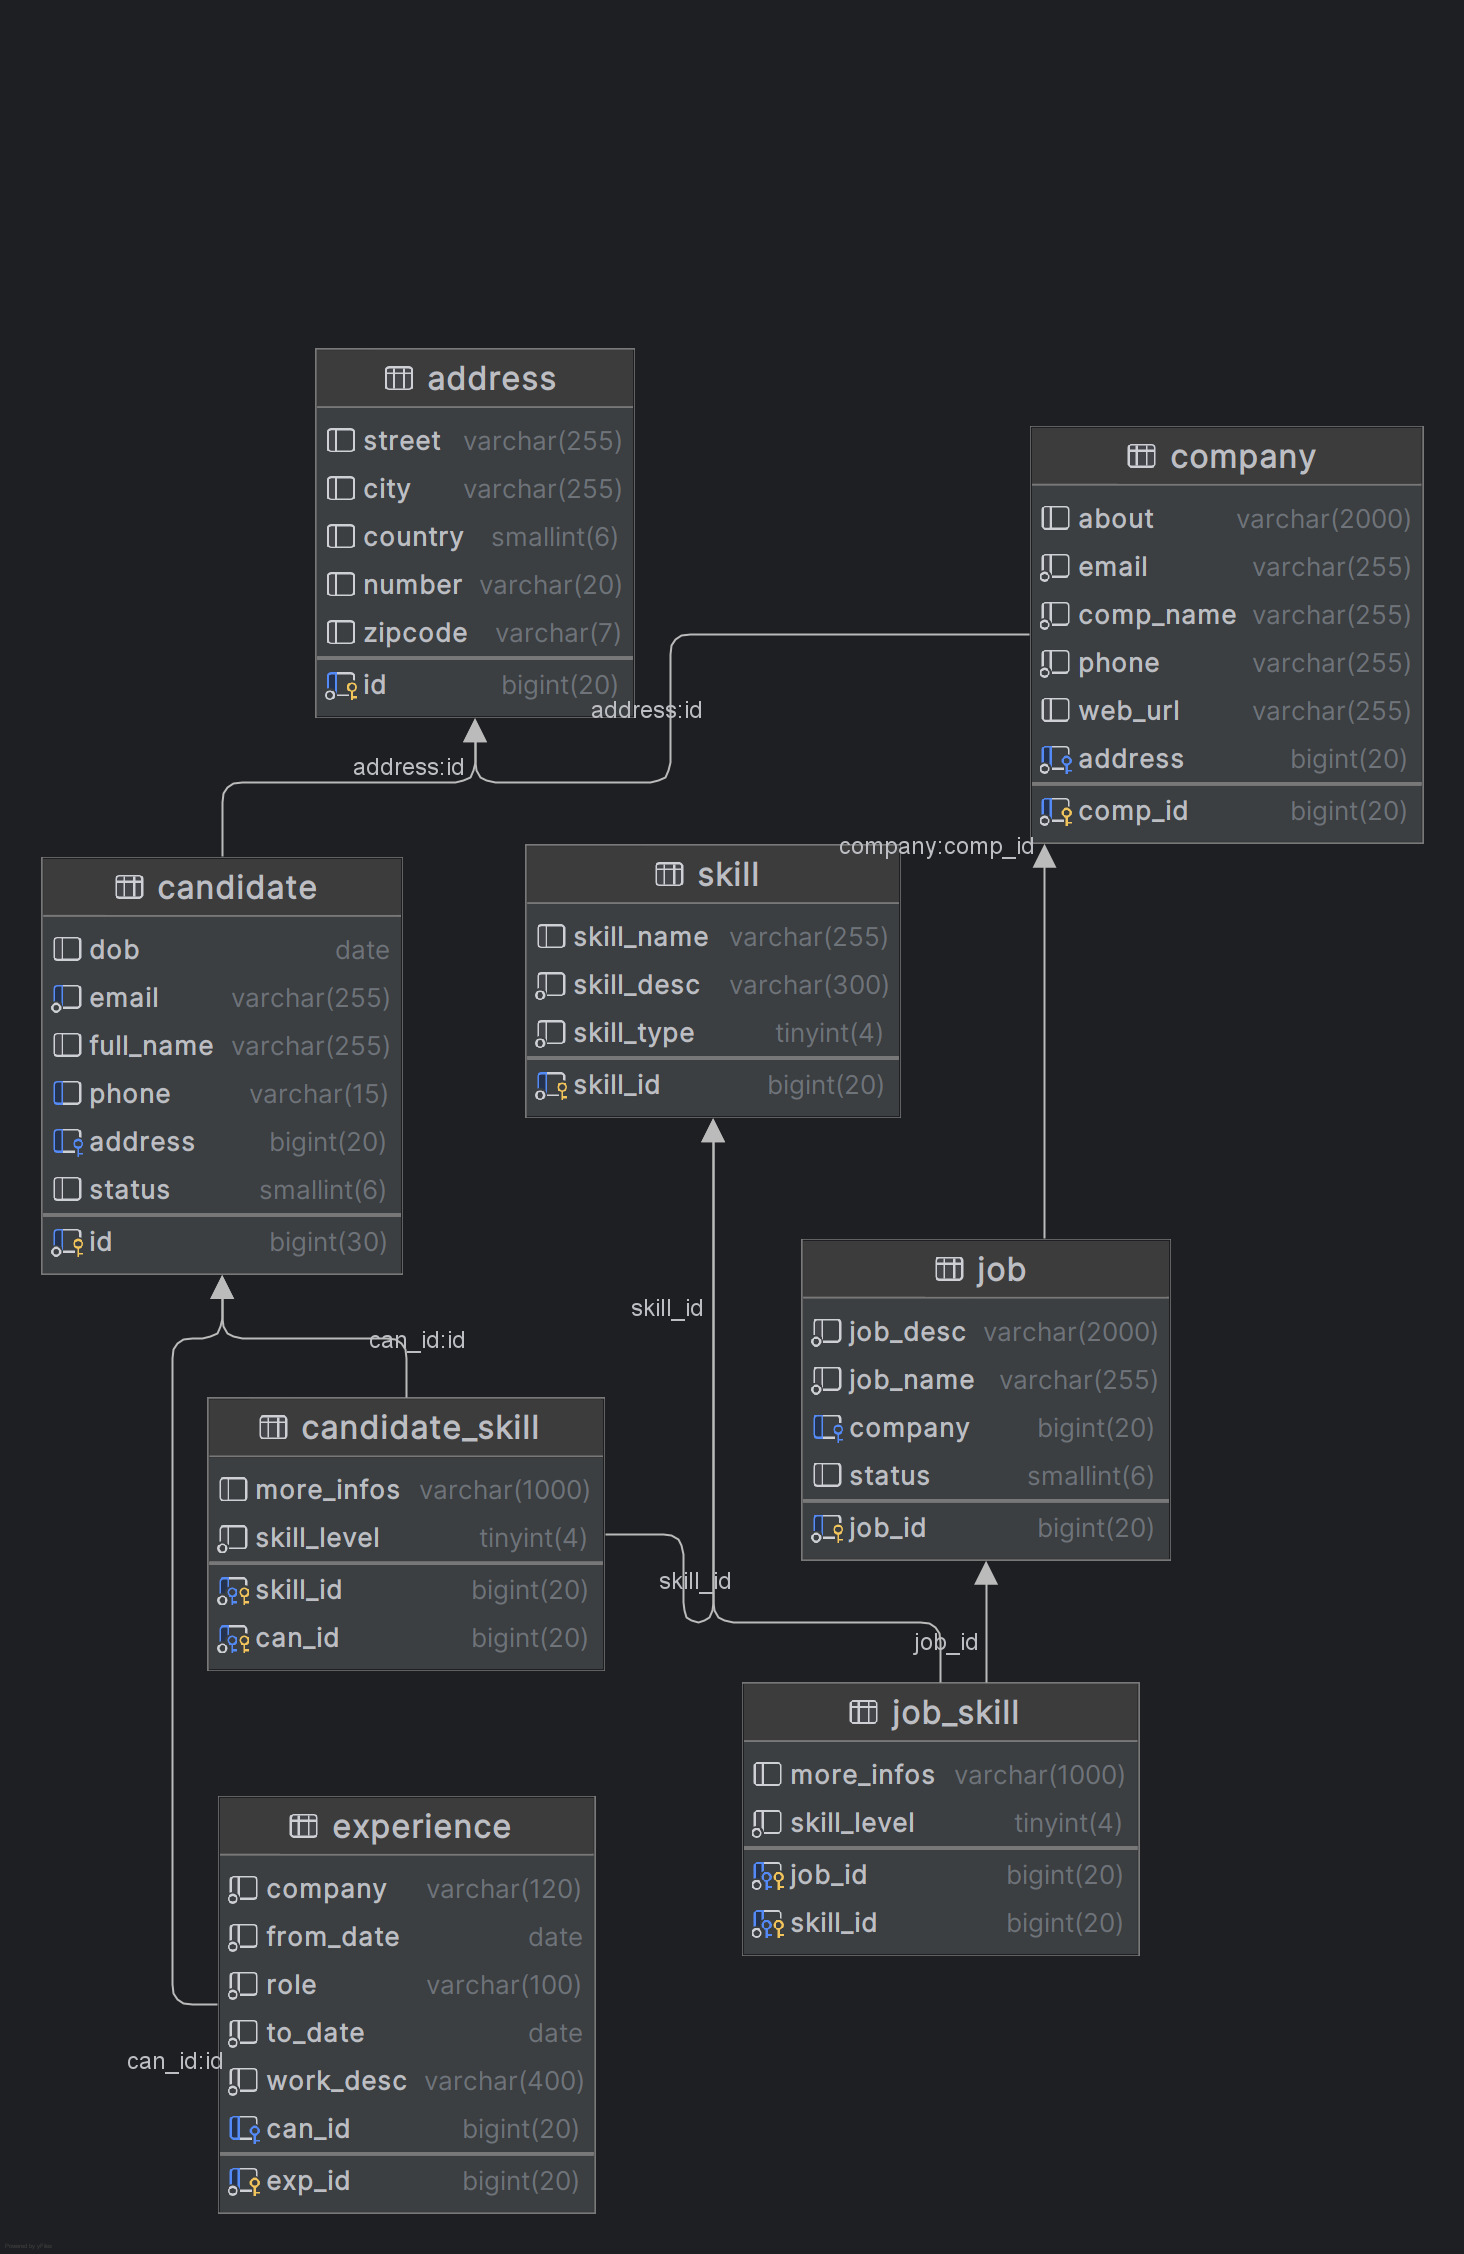 address
street varchar(255)
city varchar(255)
country smallint(6)
number varchar(20)
zipcode varchar(7)
id bigint(20)
company
about varchar(2000)
email varchar(255)
comp_name varchar(255)
phone varchar(255)
web_url varchar(255)
address bigint(20)
comp_id bigint(20)
address:id
address:id
company:comp_id
candidate
dob date
email varchar(255)
full_name varchar(255)
phone varchar(15)
address bigint(20)
status smallint(6)
id bigint(30)
skill
skill_name varchar(255)
skill_desc varchar(300)
skill_type tinyint(4)
skill_id bigint(20)
skill_id
can_id:id
job
job_desc varchar(2000)
job_name varchar(255)
company bigint(20)
status smallint(6)
job_id bigint(20)
candidate_skill
more_infos varchar(1000)
skill_level tinyint(4)
skill_id bigint(20)
can_id bigint(20)
skill_id
job_id
job_skill
more_infos varchar(1000)
skill_level tinyint(4)
job_id bigint(20)
skill_id bigint(20)
experience
company varchar(120)
from_date date
role varchar(100)
to_date date
work_desc varchar(400)
can_id bigint(20)
exp_id bigint(20)
can_id:id
Powered by yFiles